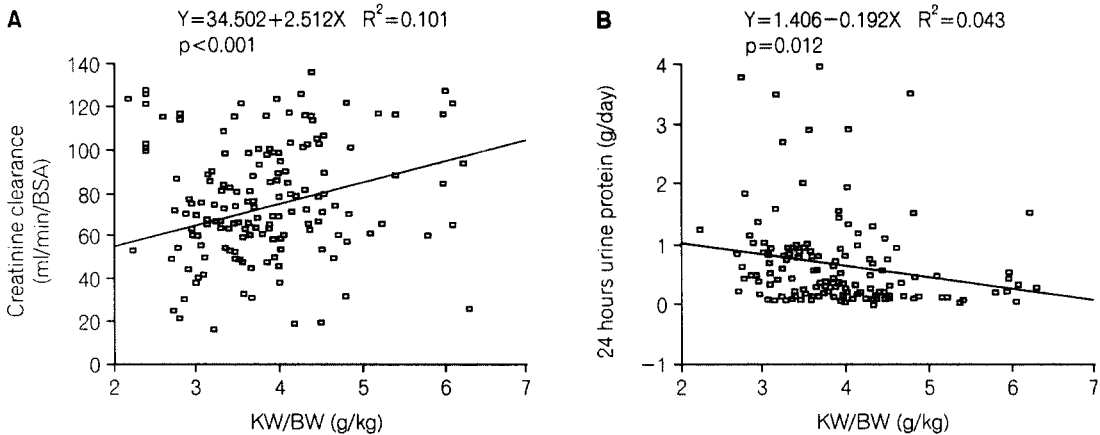 A
Y=34.502+2.512X R²=0.101
p<0.001
Creatinine clearance
(ml/min/BSA)
140
120
100
80
60
40
20
0
2 3 4 5 6 7
KW/BW (g/kg)
B
Y=1.406−0.192X R²=0.043
p=0.012
24 hours urine protein (g/day)
4
3
2
1
0
−1
2 3 4 5 6 7
KW/BW (g/kg)